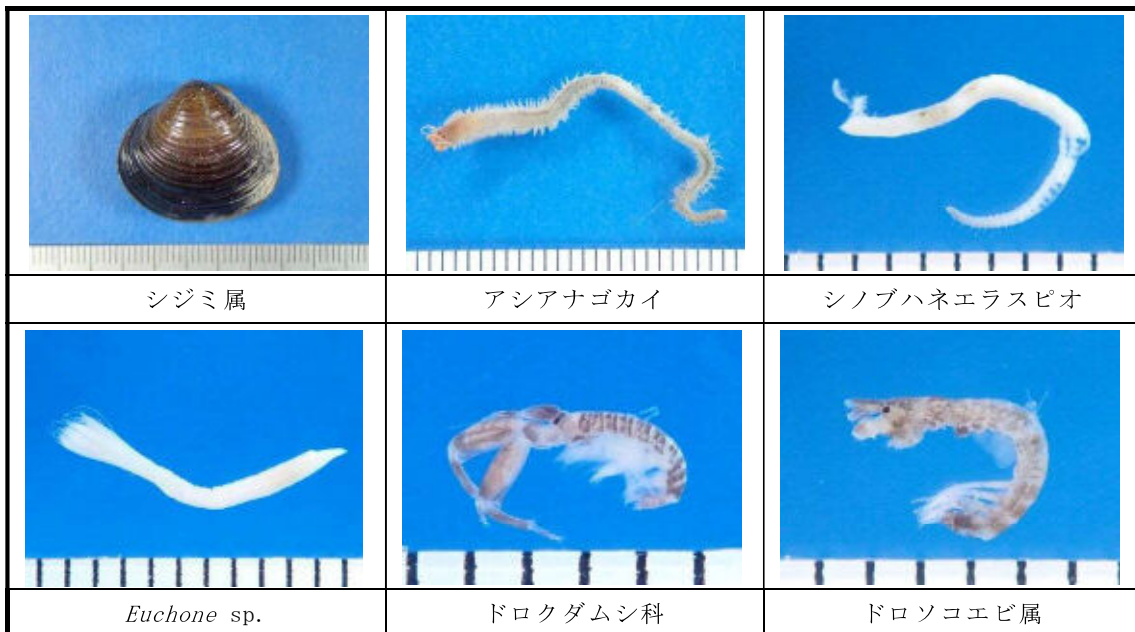 シジミ属
アシアナゴカイ
シノブハネエラスピオ
Euchone sp.
ドロクダムシ科
ドロソコエビ属